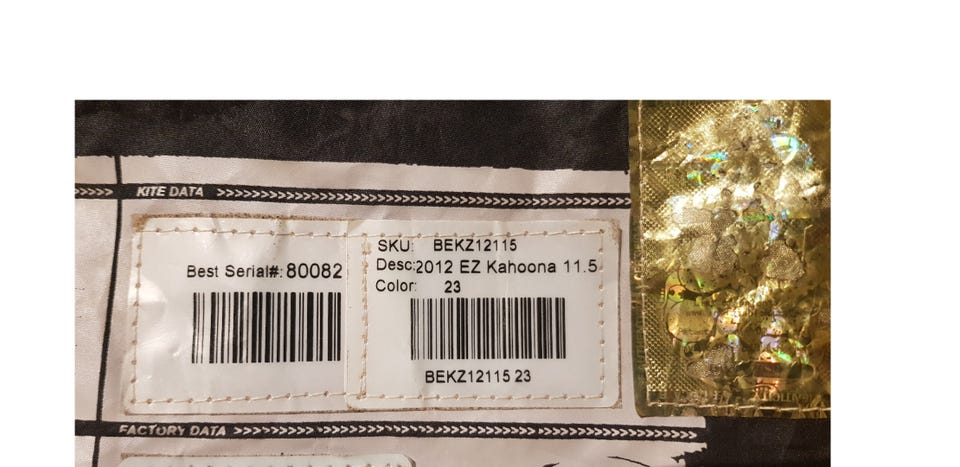 >>>>> KITE DATA >>>>>>>>>>>>>>>>>>>>>>>>>>>>>>>>>>>>>>>>
Best Serial#: 80082
SKU: BEKZ12115
Desc:2012 EZ Kahoona 11.5
Color: 23
BEKZ12115 23
FACTORY DATA >>>>>>>>>>>>>>>>>>>>>>>>>>>>>>>>>>>>>>>>>>>>